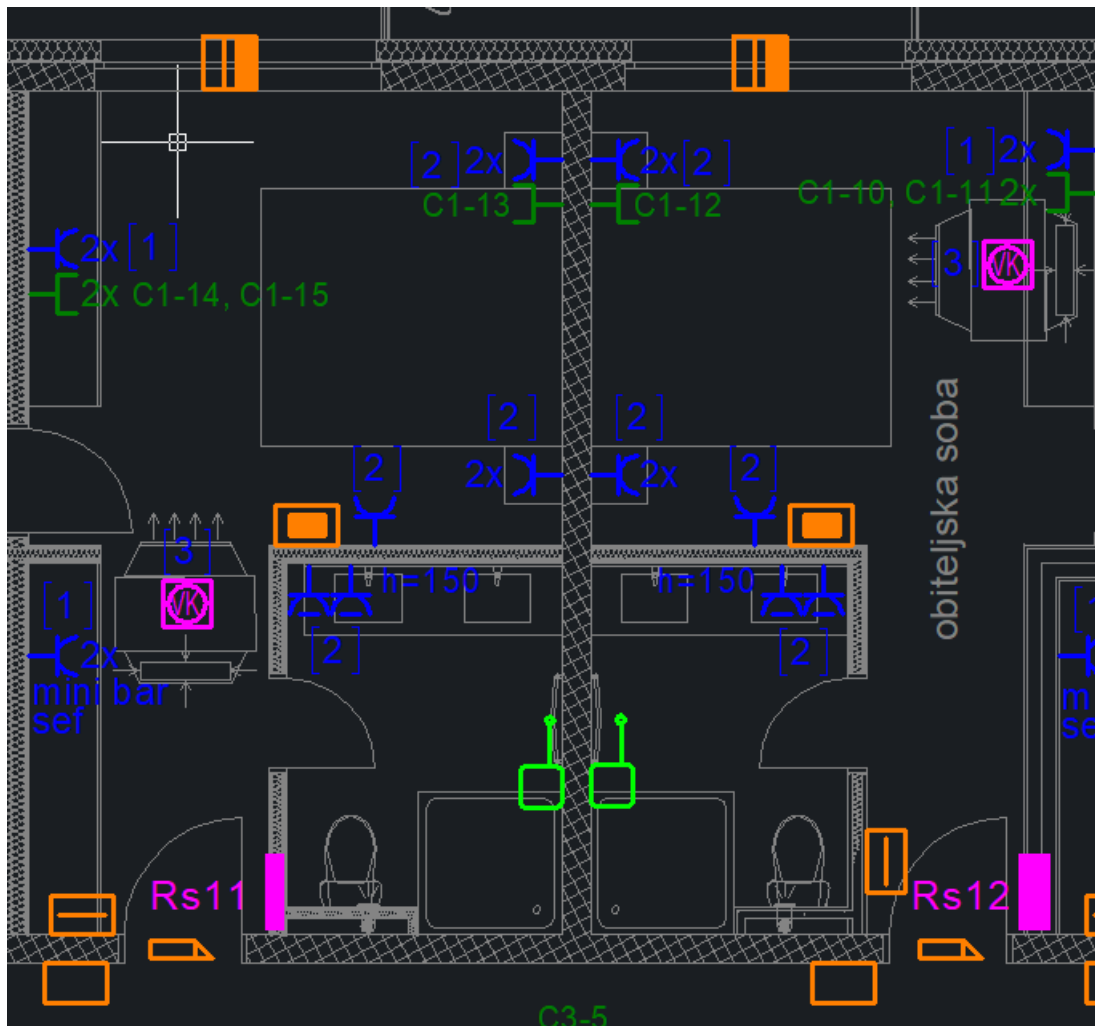 [2] 2x
2x [2]
[1] 2x
C1-13
C1-12
C1-10, C1-11 2x
2x [1]
[3]
VK
2x C1-14, C1-15
obiteljska soba
[2]
[2]
2x
2x
[2]
[2]
[3]
VK
h=150
h=150
[1]
2x
[2]
[2]
mini bar
sef
Rs11
Rs12
C3-5